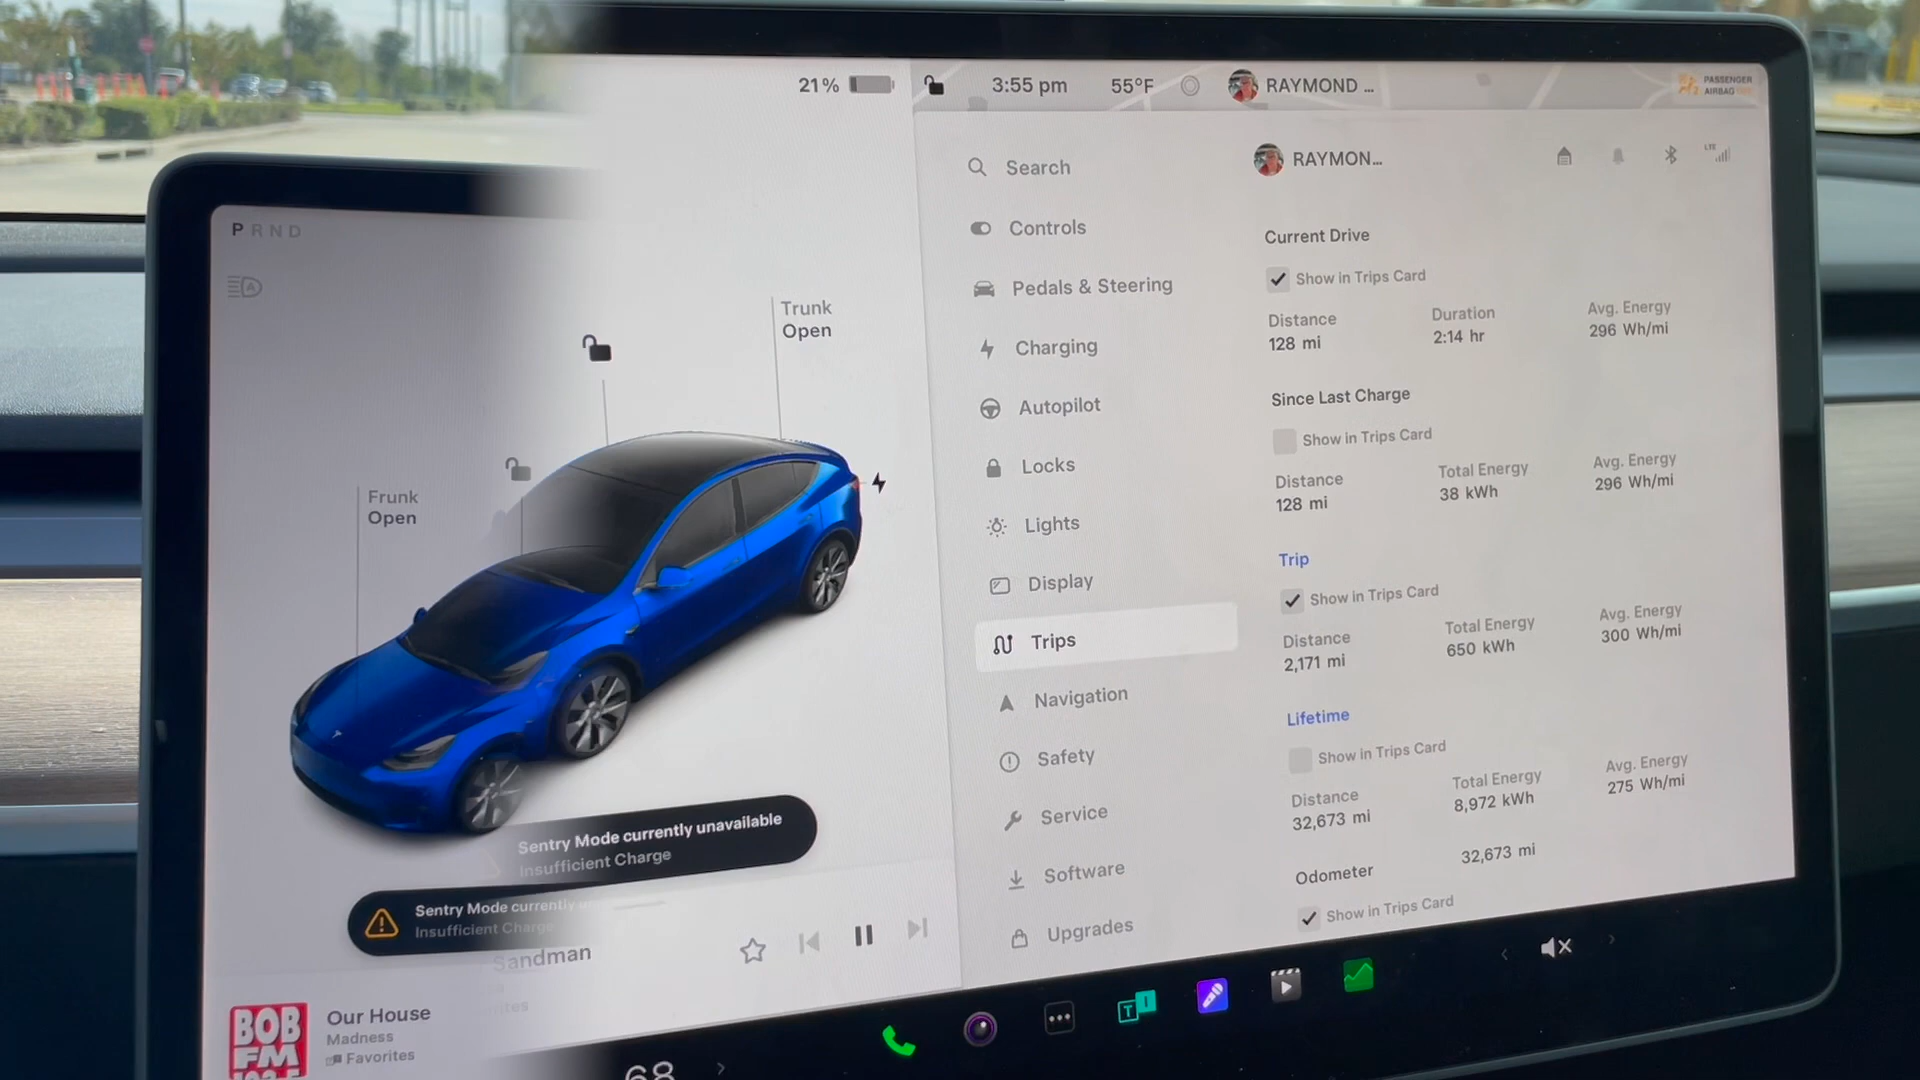 21%
3:55 pm
55°F
RAYMOND ...
PASSENGER
AIRBAG
P R N D
Trunk
Open
Frunk
Open
Sentry Mode currently unavailable
Insufficient Charge
Sentry Mode currently
Insufficient Charge
Sandman
Our House
Madness
Favorites
BOB
FM
68
Search
Controls
Pedals & Steering
Charging
Autopilot
Locks
Lights
Display
Trips
Navigation
Safety
Service
Software
Upgrades
RAYMON...
LTE
Current Drive
Show in Trips Card
Distance Duration Avg. Energy
128 mi 2:14 hr 296 Wh/mi
Since Last Charge
Show in Trips Card
Distance Total Energy Avg. Energy
128 mi 38 kWh 296 Wh/mi
Trip
Show in Trips Card
Distance Total Energy Avg. Energy
2,171 mi 650 kWh 300 Wh/mi
Lifetime
Show in Trips Card
Distance Total Energy Avg. Energy
32,673 mi 8,972 kWh 275 Wh/mi
Odometer 32,673 mi
Show in Trips Card
T I